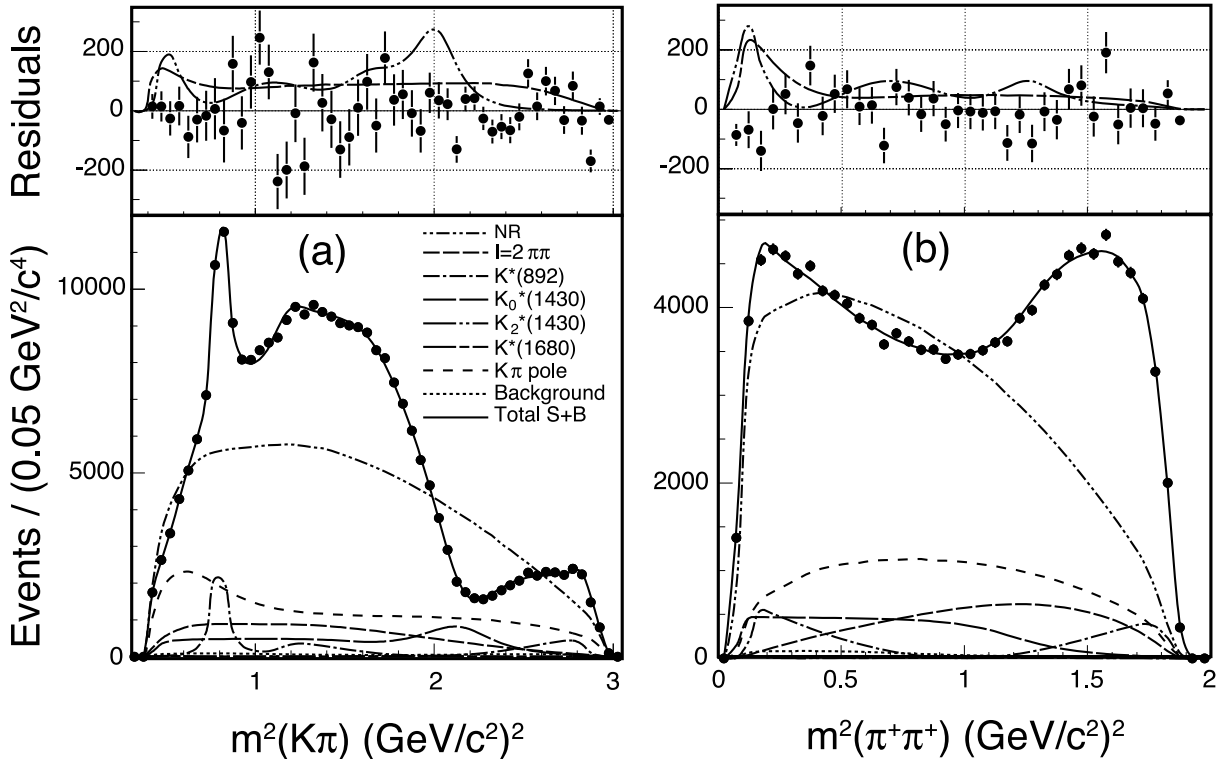 Residuals
200
0
-200
200
0
-200
Events / (0.05 GeV²/c⁴)
10000
5000
0
(a)
NR
I=2 ππ
K*(892)
K₀*(1430)
K₂*(1430)
K*(1680)
Kπ pole
Background
Total S+B
1
2
3
m²(Kπ) (GeV/c²)²
4000
2000
0
(b)
0
0.5
1
1.5
2
m²(π⁺π⁺) (GeV/c²)²